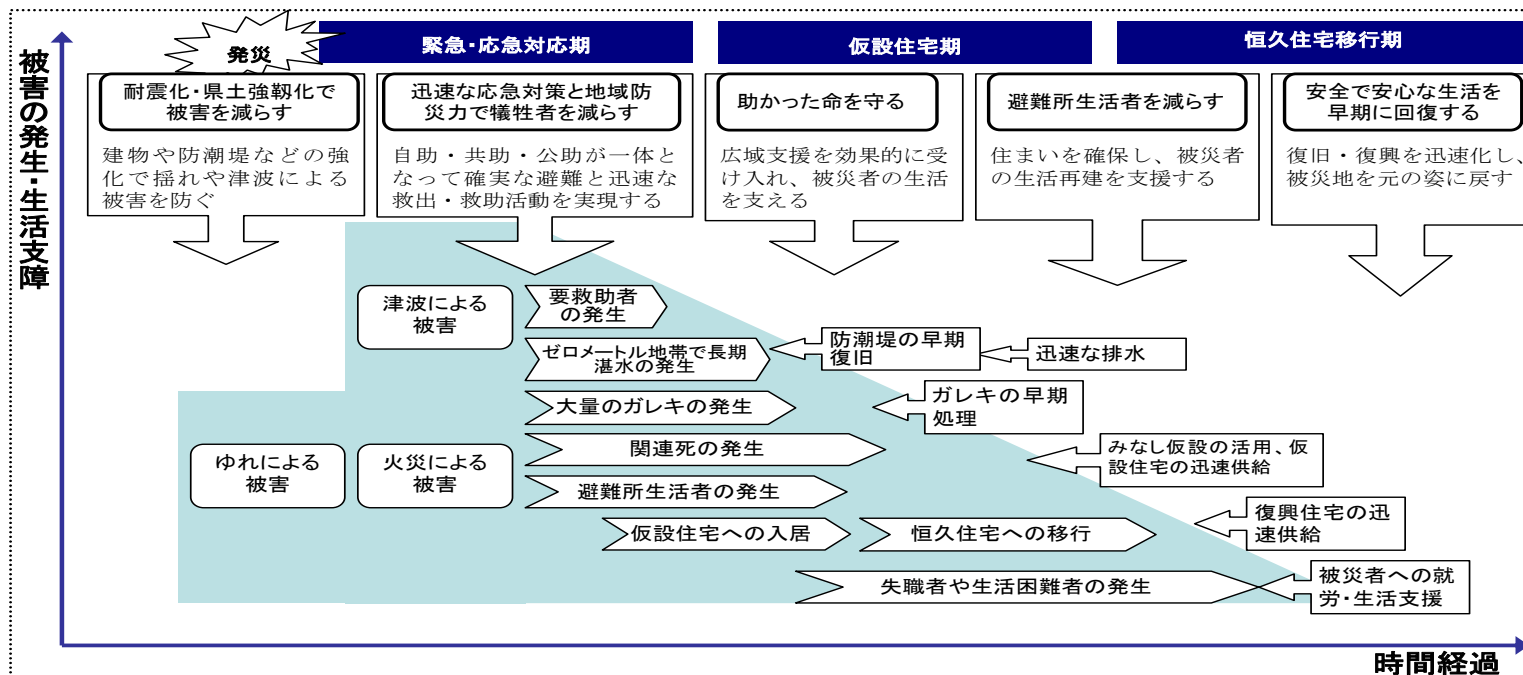 発災
緊急・応急対応期
仮設住宅期
恒久住宅移行期
被害の発生・生活支障
耐震化・県土強靱化で
被害を減らす
建物や防潮堤などの強
化で揺れや津波による
被害を防ぐ
迅速な応急対策と地域防
災力で犠牲者を減らす
自助・共助・公助が一体と
なって確実な避難と迅速な
救出・救助活動を実現する
助かった命を守る
広域支援を効果的に受
け入れ、被災者の生活
を支える
避難所生活者を減らす
住まいを確保し、被災者
の生活再建を支援する
安全で安心な生活を
早期に回復する
復旧・復興を迅速化し、
被災地を元の姿に戻す
津波による
被害
要救助者
の発生
ゼロメートル地帯で長期
湛水の発生
防潮堤の早期
復旧
迅速な排水
大量のガレキの発生
ガレキの早期
処理
ゆれによる
被害
火災による
被害
関連死の発生
みなし仮設の活用、仮
設住宅の迅速供給
避難所生活者の発生
仮設住宅への入居
恒久住宅への移行
復興住宅の迅
速供給
失職者や生活困難者の発生
被災者への就
労・生活支援
時間経過